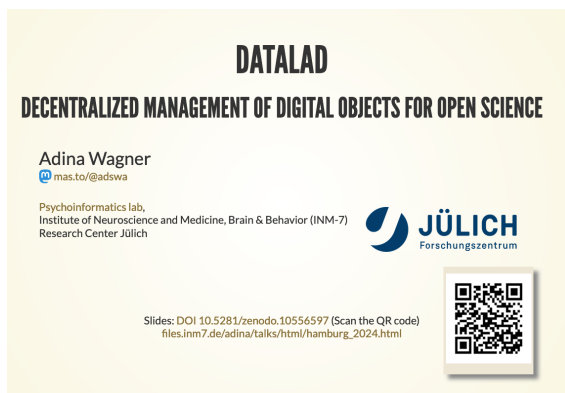 DATALAD
DECENTRALIZED MANAGEMENT OF DIGITAL OBJECTS FOR OPEN SCIENCE
Adina Wagner
mas.to/@adswa
Psychoinformatics lab,
Institute of Neuroscience and Medicine, Brain & Behavior (INM-7)
Research Center Jülich
JÜLICH
Forschungszentrum
Slides: DOI 10.5281/zenodo.10556597 (Scan the QR code)
files.inm7.de/adina/talks/html/hamburg_2024.html